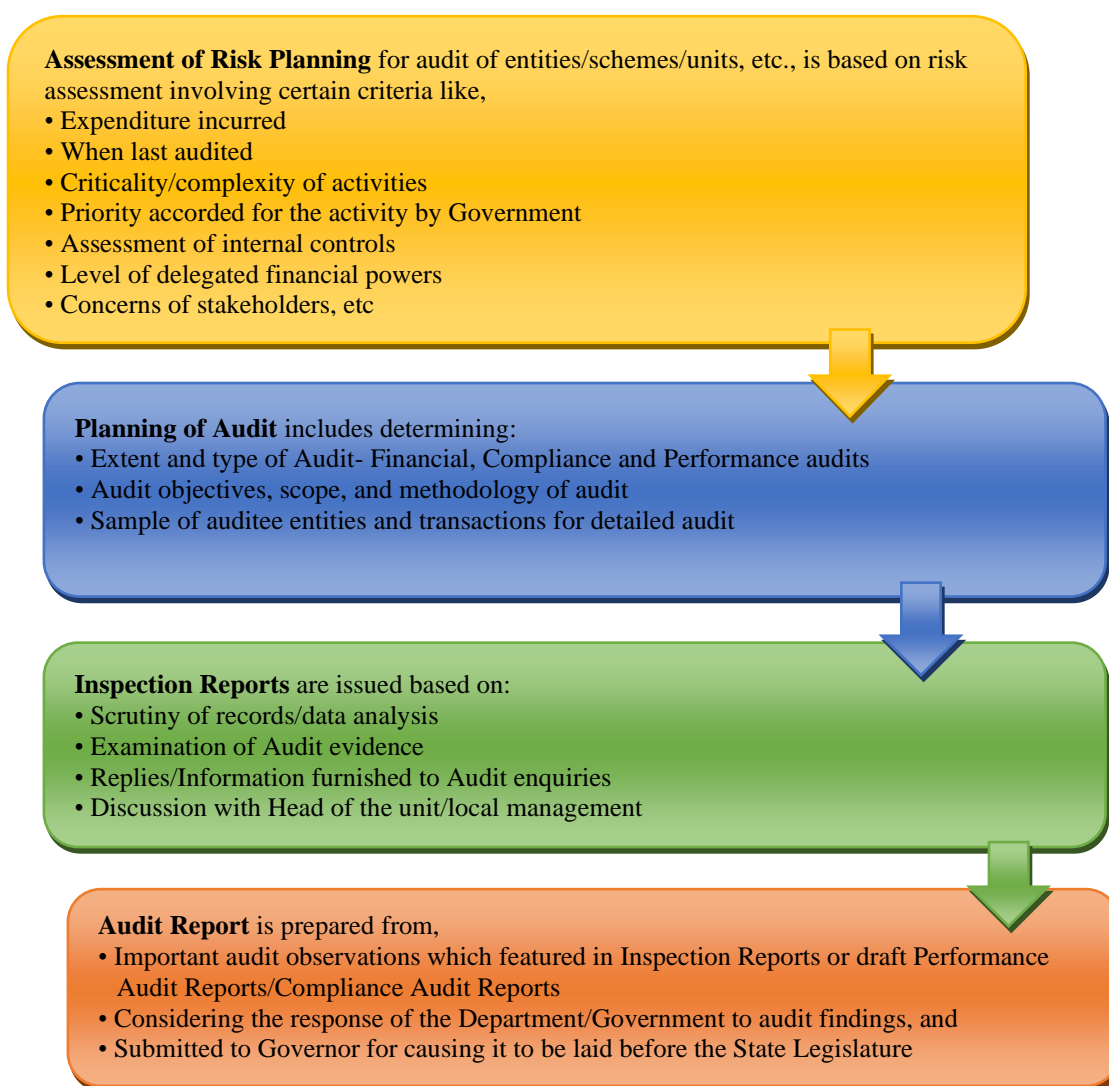 Assessment of Risk Planning for audit of entities/schemes/units, etc., is based on risk
assessment involving certain criteria like,
• Expenditure incurred
• When last audited
• Criticality/complexity of activities
• Priority accorded for the activity by Government
• Assessment of internal controls
• Level of delegated financial powers
• Concerns of stakeholders, etc
Planning of Audit includes determining:
• Extent and type of Audit- Financial, Compliance and Performance audits
• Audit objectives, scope, and methodology of audit
• Sample of auditee entities and transactions for detailed audit
Inspection Reports are issued based on:
• Scrutiny of records/data analysis
• Examination of Audit evidence
• Replies/Information furnished to Audit enquiries
• Discussion with Head of the unit/local management
Audit Report is prepared from,
• Important audit observations which featured in Inspection Reports or draft Performance
Audit Reports/Compliance Audit Reports
• Considering the response of the Department/Government to audit findings, and
• Submitted to Governor for causing it to be laid before the State Legislature